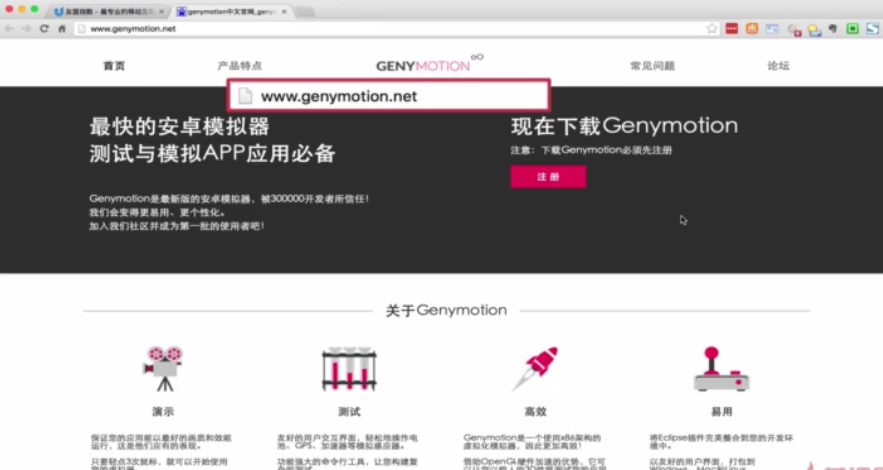 友盟指数 - 最专业的移动互联
genymotion中文官网_geny
www.genymotion.net
首页
产品特点
GENYMOTION
常见问题
论坛
www.genymotion.net
最快的安卓模拟器
测试与模拟APP应用必备
现在下载Genymotion
注意：下载Genymotion必须先注册
注册
Genymotion是最新版的安卓模拟器，被300000开发者所信任！
我们会变得更易用、更个性化。
加入我们社区并成为第一批的使用者吧！
关于Genymotion
演示
测试
高效
易用
保证您的应用能以最好的画质和效能
运行，这是他们应有的表现。
只要轻点3次鼠标，就可以开始使用
友好的用户交互界面，轻松地操作电
池、GPS、加速器等模拟感应器。
功能强大的命令行工具，让您构建复
Genymotion是一个使用x86架构的
虚拟化模拟器，因此更加高效！
借助OpenGL硬件加速的优势，它可
将Eclipse插件完美整合到您的开发环
境中。
以友好的用户界面，打包到